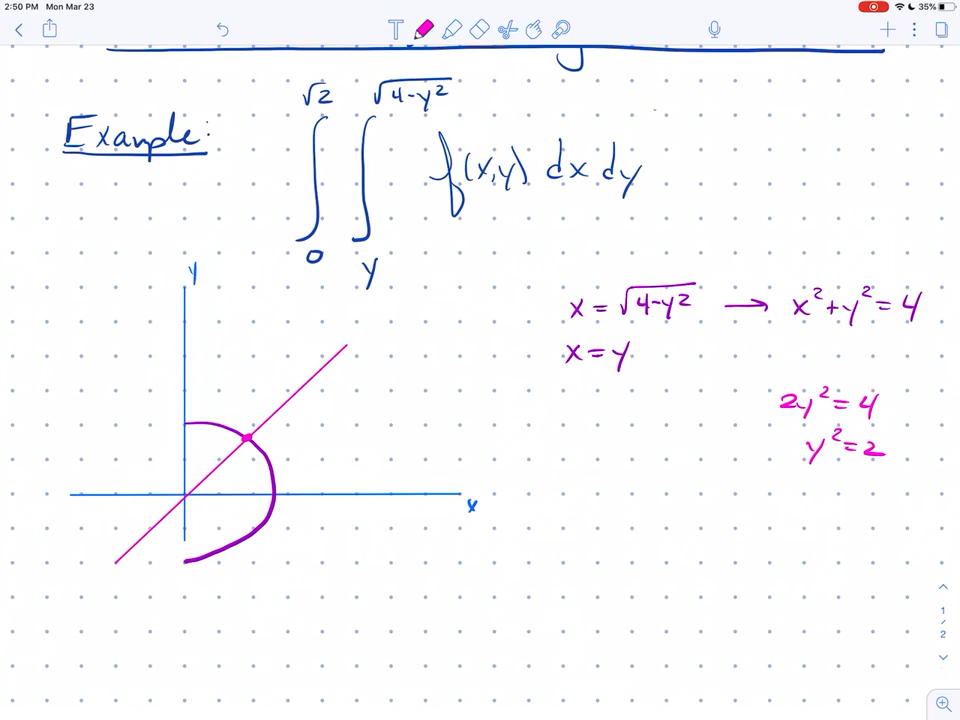 2:50 PM Mon Mar 23
35%
T
Example:
∫₀^√2 ∫_y^√(4-y²) f(x,y) dx dy
y
x = √(4-y²) → x² + y² = 4
x = y
2y² = 4
y² = 2
x
1
/
2